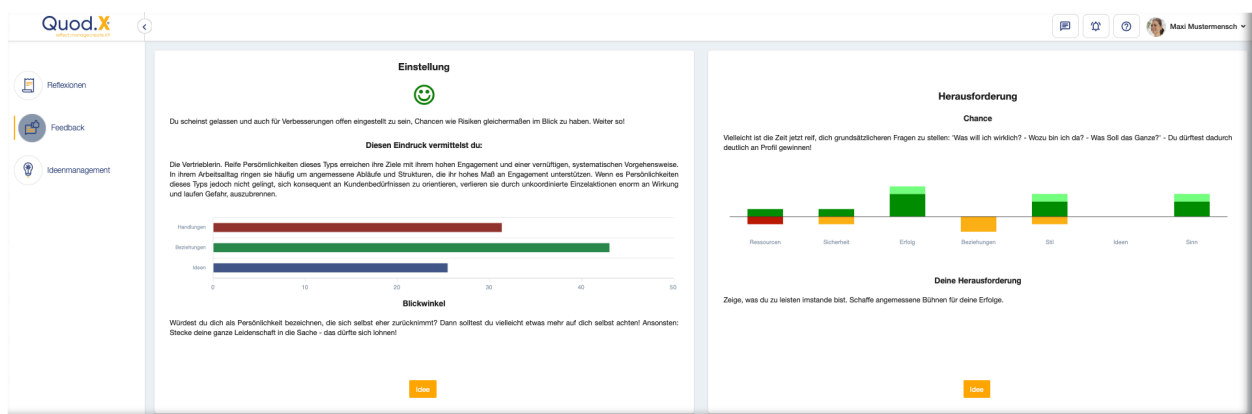 Quod.X
Maxi Mustermensch
Reflexionen
Feedback
Ideenmanagement
Einstellung
Du scheinst gelassen und auch für Verbesserungen offen eingestellt zu sein, Chancen wie Risiken gleichermaßen im Blick zu haben. Weiter so!
Diesen Eindruck vermittelst du:
Die Vertrieblerin. Reife Persönlichkeiten dieses Typs erreichen ihre Ziele mit ihrem hohen Engagement und einer vernünftigen, systematischen Vorgehensweise.
In ihrem Arbeitsalltag ringen sie häufig um angemessene Abläufe und Strukturen, die ihr hohes Maß an Engagement unterstützen. Wenn es Persönlichkeiten
dieses Typs jedoch nicht gelingt, sich konsequent an Kundenbedürfnissen zu orientieren, verlieren sie durch unkoordinierte Einzelaktionen enorm an Wirkung
und laufen Gefahr, auszubrennen.
Handlungen
Beziehungen
Ideen
0 10 20 30 40 50
Blickwinkel
Würdest du dich als Persönlichkeit bezeichnen, die sich selbst eher zurücknimmt? Dann solltest du vielleicht etwas mehr auf dich selbst achten! Ansonsten:
Stecke deine ganze Leidenschaft in die Sache - das dürfte sich lohnen!
Idee
Herausforderung
Chance
Vielleicht ist die Zeit jetzt reif, dich grundsätzlicheren Fragen zu stellen: 'Was will ich wirklich? - Wozu bin ich da? - Was Soll das Ganze?' - Du dürftest dadurch
deutlich an Profil gewinnen!
Ressourcen Sicherheit Erfolg Beziehungen Stil Ideen Sinn
Deine Herausforderung
Zeige, was du zu leisten imstande bist. Schaffe angemessene Bühnen für deine Erfolge.
Idee